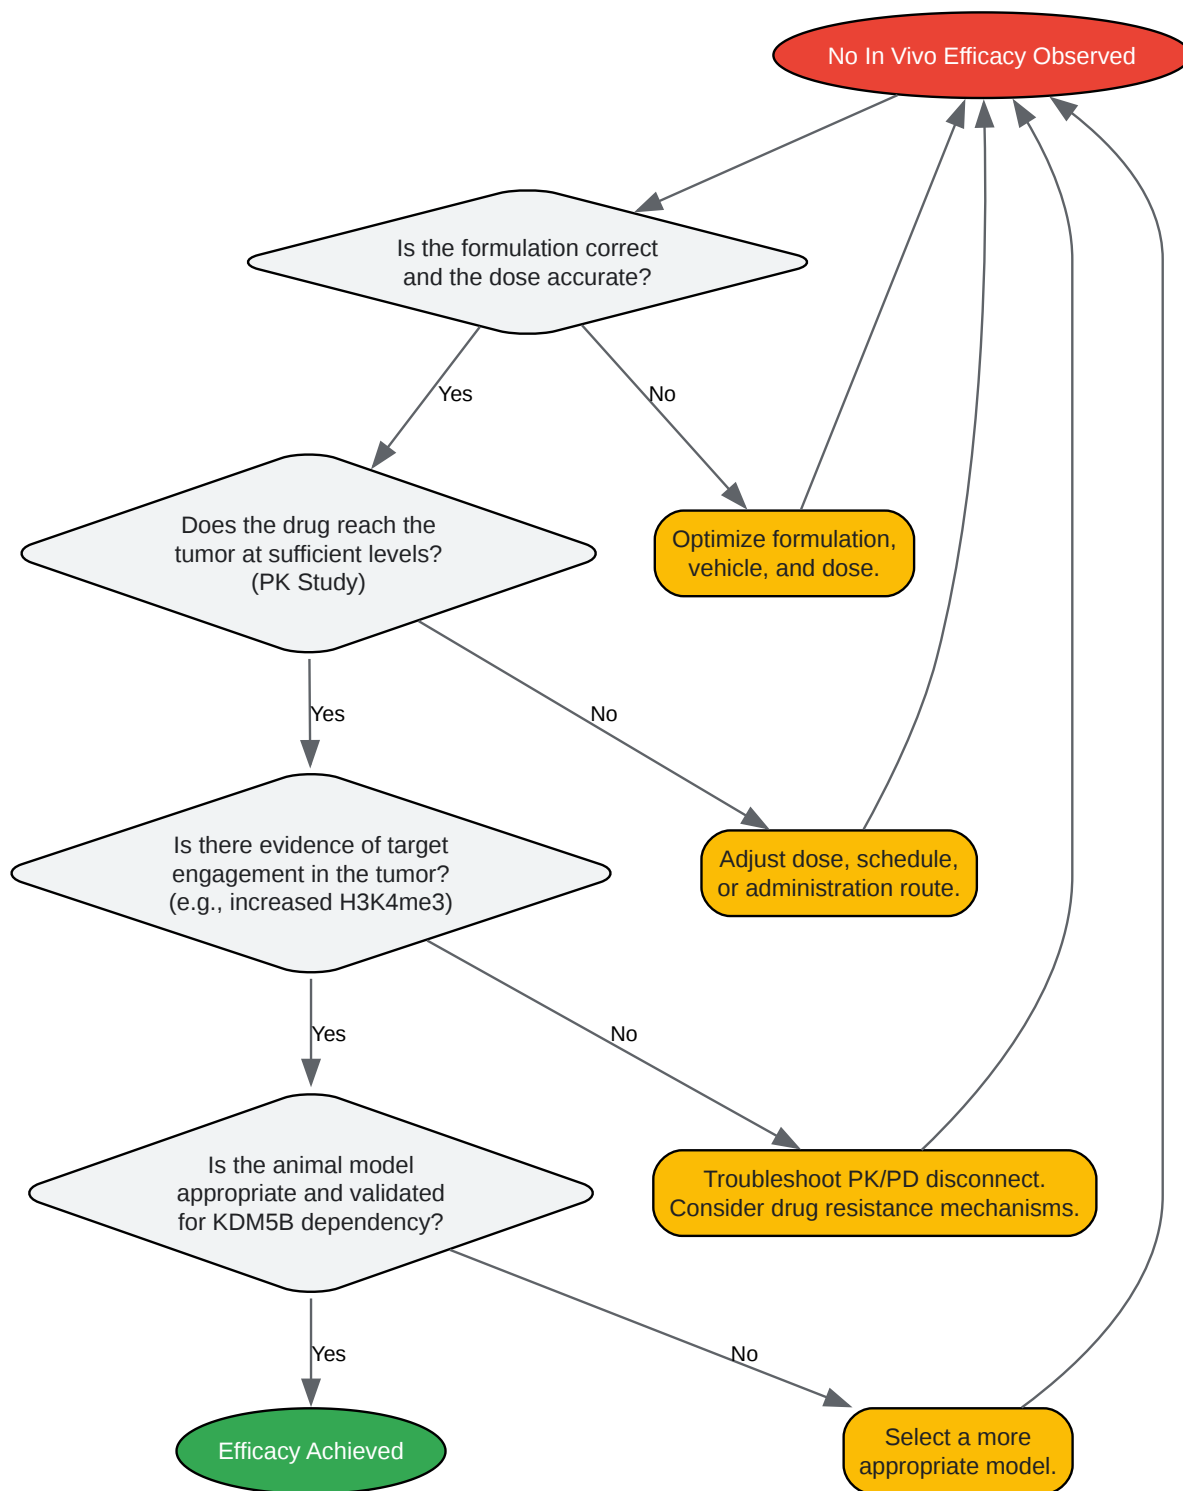 No In Vivo Efficacy Observed
Is the formulation correct
and the dose accurate?
Yes
No
Does the drug reach the
tumor at sufficient levels?
(PK Study)
Optimize formulation,
vehicle, and dose.
Yes
No
Is there evidence of target
engagement in the tumor?
(e.g., increased H3K4me3)
Adjust dose, schedule,
or administration route.
Yes
No
Is the animal model
appropriate and validated
for KDM5B dependency?
Troubleshoot PK/PD disconnect.
Consider drug resistance mechanisms.
Yes
No
Efficacy Achieved
Select a more
appropriate model.